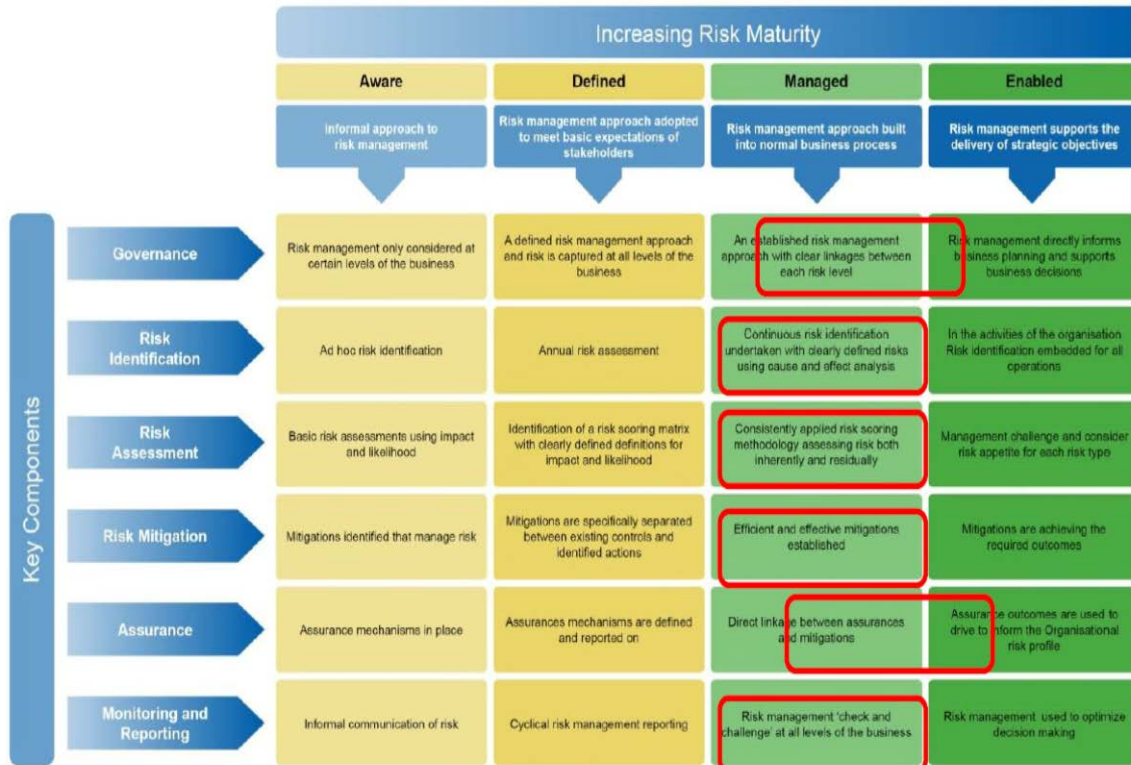 Increasing Risk Maturity
Aware
Defined
Managed
Enabled
Informal approach to
risk management
Risk management approach adopted
to meet basic expectations of
stakeholders
Risk management approach built
into normal business process
Risk management supports the
delivery of strategic objectives
Key Components
Governance
Risk management only considered at
certain levels of the business
A defined risk management approach
and risk is captured at all levels of the
business
An established risk management
approach with clear linkages between
each risk level
Risk management directly informs
business planning and supports
business decisions
Risk
Identification
Ad hoc risk identification
Annual risk assessment
Continuous risk identification
undertaken with clearly defined risks
using cause and effect analysis
In the activities of the organisation
Risk identification embedded for all
operations
Risk
Assessment
Basic risk assessments using impact
and likelihood
Identification of a risk scoring matrix
with clearly defined definitions for
impact and likelihood
Consistently applied risk scoring
methodology assessing risk both
inherently and residually
Management challenge and consider
risk appetite for each risk type
Risk Mitigation
Mitigations identified that manage risk
Mitigations are specifically separated
between existing controls and
identified actions
Efficient and effective mitigations
established
Mitigations are achieving the
required outcomes
Assurance
Assurance mechanisms in place
Assurances mechanisms are defined
and reported on
Direct linkage between assurances
and mitigations
Assurance outcomes are used to
drive to inform the Organisational
risk profile
Monitoring and
Reporting
Informal communication of risk
Cyclical risk management reporting
Risk management 'check and
challenge' at all levels of the business
Risk management used to optimize
decision making